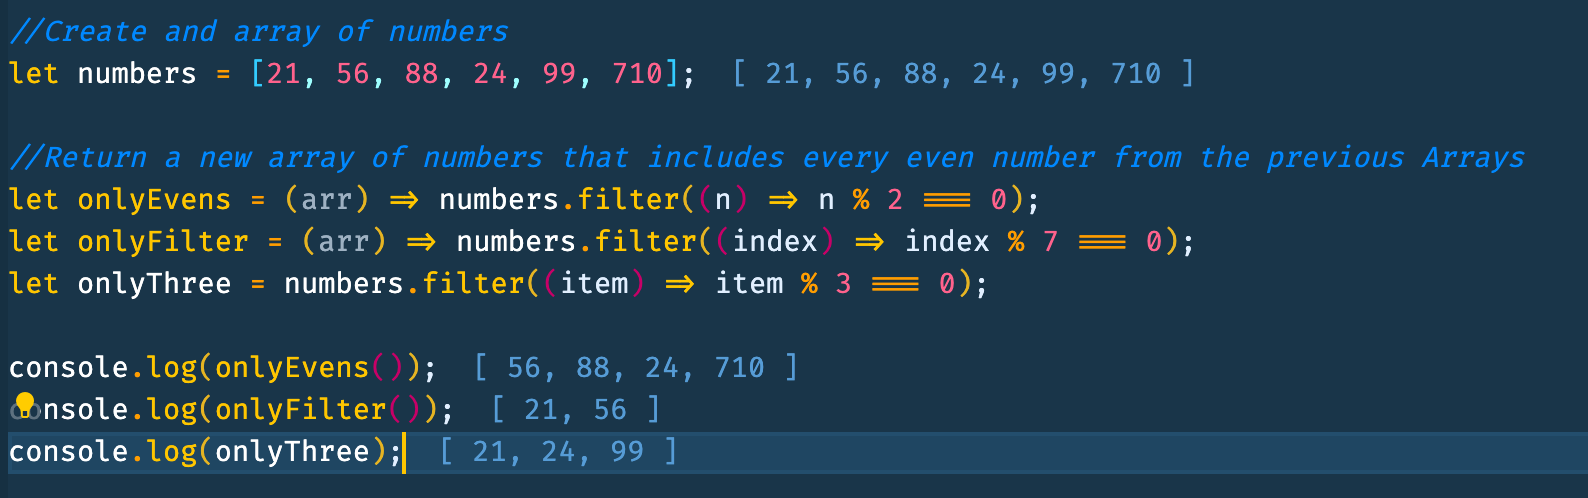 //Create and array of numbers
let numbers = [21, 56, 88, 24, 99, 710]; [ 21, 56, 88, 24, 99, 710 ]
//Return a new array of numbers that includes every even number from the previous Arrays
let onlyEvens = (arr) => numbers.filter((n) => n % 2 === 0);
let onlyFilter = (arr) => numbers.filter((index) => index % 7 === 0);
let onlyThree = numbers.filter((item) => item % 3 === 0);
console.log(onlyEvens()); [ 56, 88, 24, 710 ]
console.log(onlyFilter()); [ 21, 56 ]
console.log(onlyThree); [ 21, 24, 99 ]